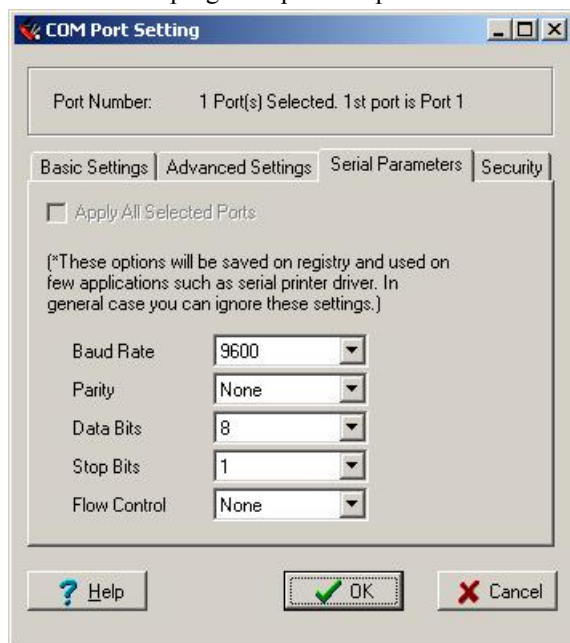 COM Port Setting
Port Number: 1 Port(s) Selected. 1st port is Port 1
Basic Settings Advanced Settings Serial Parameters Security
Apply All Selected Ports
(*These options will be saved on registry and used on
few applications such as serial printer driver. In
general case you can ignore these settings.)
Baud Rate 9600
Parity None
Data Bits 8
Stop Bits 1
Flow Control None
? Help OK Cancel